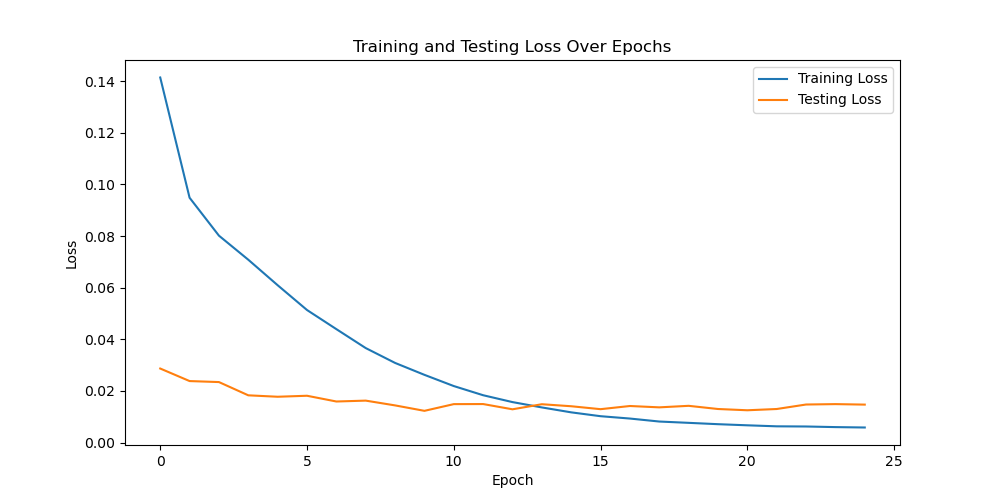 Training and Testing Loss Over Epochs
Training Loss
Testing Loss
Loss
0.14
0.12
0.10
0.08
0.06
0.04
0.02
0.00
0 5 10 15 20 25
Epoch